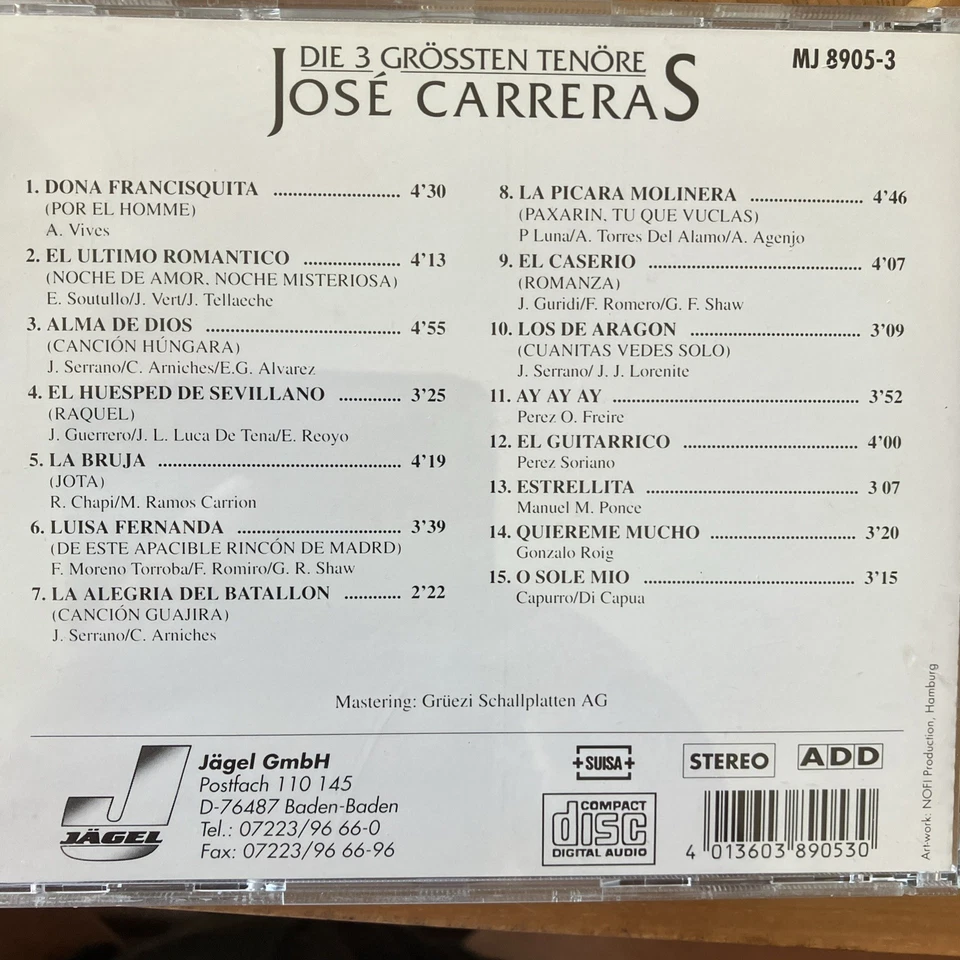 DIE 3 GRÖSSTEN TENÖRE
JOSÉ CARRERAS
MJ 8905-3
1. DONA FRANCISQUITA ........................ 4'30
(POR EL HOMME)
A. Vives
2. EL ULTIMO ROMANTICO .................... 4'13
(NOCHE DE AMOR, NOCHE MISTERIOSA)
E. Soutullo/J. Vert/J. Tellaeche
3. ALMA DE DIOS ................................... 4'55
(CANCIÓN HÚNGARA)
J. Serrano/C. Arniches/E.G. Alvarez
4. EL HUESPED DE SEVILLANO ............ 3'25
(RAQUEL)
J. Guerrero/J. L. Luca De Tena/E. Reoyo
5. LA BRUJA ............................................. 4'19
(JOTA)
R. Chapi/M. Ramos Carrion
6. LUISA FERNANDA .............................. 3'39
(DE ESTE APACIBLE RINCÓN DE MADRD)
F. Moreno Torroba/F. Romiro/G. R. Shaw
7. LA ALEGRIA DEL BATALLON ........... 2'22
(CANCIÓN GUAJIRA)
J. Serrano/C. Arniches
8. LA PICARA MOLINERA ..................... 4'46
(PAXARIN, TU QUE VUCLAS)
P Luna/A. Torres Del Alamo/A. Agenjo
9. EL CASERIO ........................................ 4'07
(ROMANZA)
J. Guridi/F. Romero/G. F. Shaw
10. LOS DE ARAGON ................................ 3'09
(CUANITAS VEDES SOLO)
J. Serrano/ J. J. Lorenite
11. AY AY AY .............................................. 3'52
Perez O. Freire
12. EL GUITARRICO ................................. 4'00
Perez Soriano
13. ESTRELLITA ........................................ 3 07
Manuel M. Ponce
14. QUIEREME MUCHO ........................... 3'20
Gonzalo Roig
15. O SOLE MIO ........................................ 3'15
Capurro/Di Capua
Mastering: Grüezi Schallplatten AG
JÄGEL
Jägel GmbH
Postfach 110 145
D-76487 Baden-Baden
Tel.: 07223/96 66-0
Fax: 07223/96 66-96
SUISA
STEREO
ADD
COMPACT
disc
DIGITAL AUDIO
4 013603 890530
Art-work: NOFI Production, Hamburg